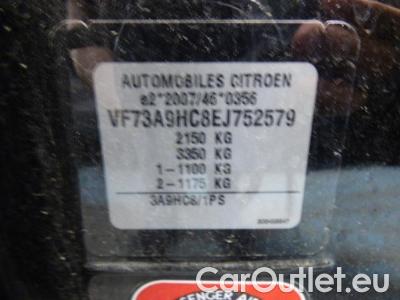 AUTOMOBILES CITROEN
e2*2007/46*0356
VF73A9HC8EJ752579
2150 KG
3350 KG
1-1100 KG
2-1175 KG
3A9HC8/1PS
CarOutlet.eu